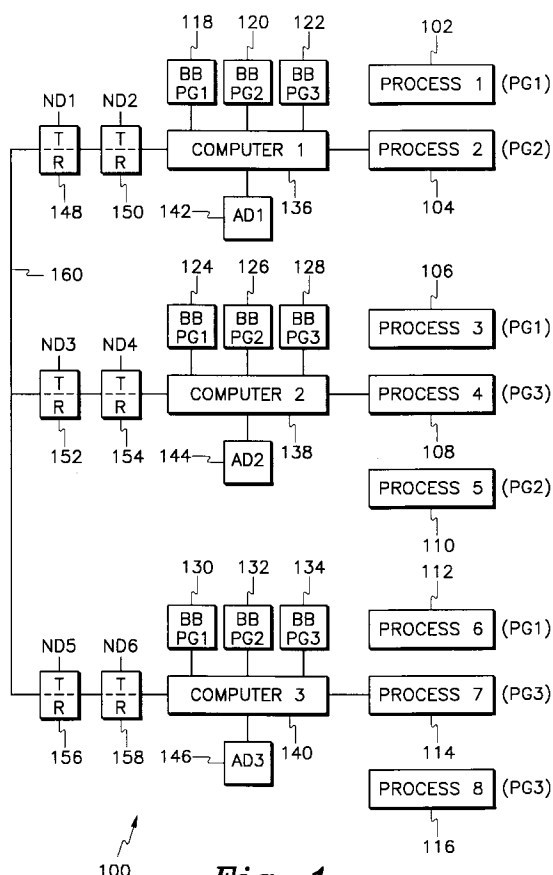 118 120 122 102
BB BB BB
PG1 PG2 PG3
PROCESS 1 (PG1)
ND1 ND2
T T
R R
COMPUTER 1
PROCESS 2 (PG2)
148 150 142 AD1 136 104
160
124 126 128 106
BB BB BB
PG1 PG2 PG3
PROCESS 3 (PG1)
ND3 ND4
T T
R R
COMPUTER 2
PROCESS 4 (PG3)
152 154 144 AD2 138 108
PROCESS 5 (PG2)
110
130 132 134 112
BB BB BB
PG1 PG2 PG3
PROCESS 6 (PG1)
ND5 ND6
T T
R R
COMPUTER 3
PROCESS 7 (PG3)
156 158 146 AD3 140 114
PROCESS 8 (PG3)
116
100
Fig. 1